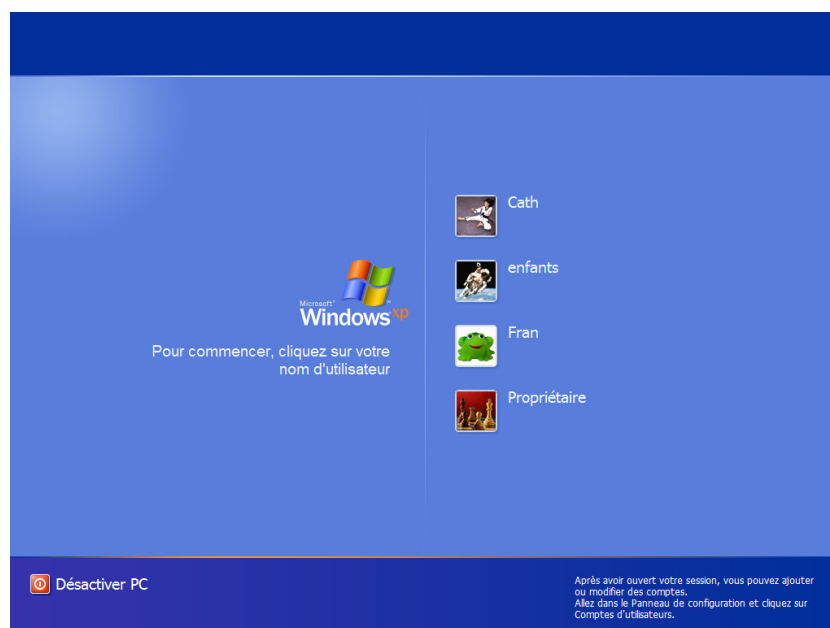 Cath
enfants
Microsoft
Windows xp
Fran
Pour commencer, cliquez sur votre
nom d'utilisateur
Propriétaire
Désactiver PC
Après avoir ouvert votre session, vous pouvez ajouter
ou modifier des comptes.
Allez dans le Panneau de configuration et cliquez sur
Comptes d'utilisateurs.